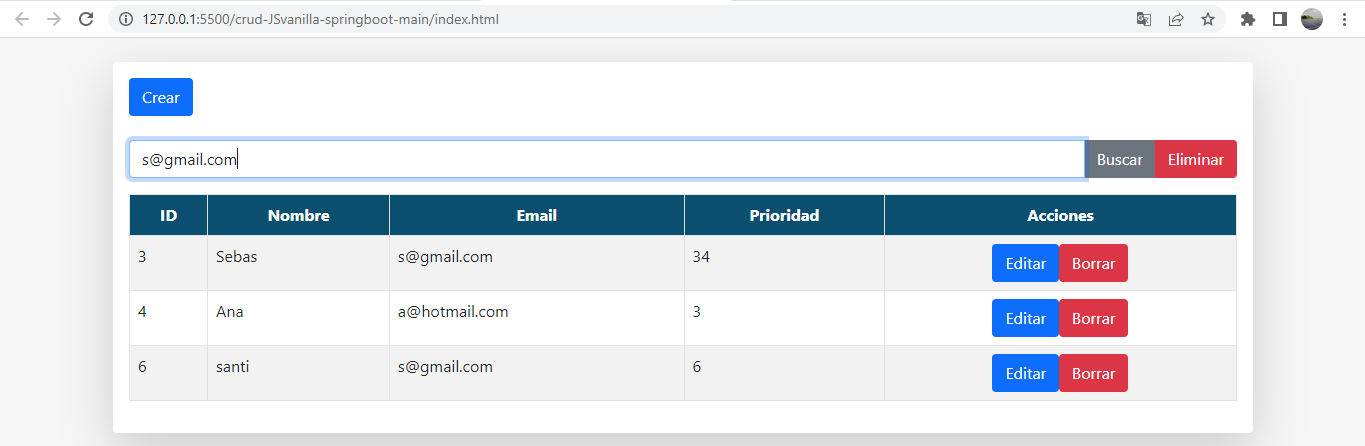 127.0.0.1:5500/crud-JSvanilla-springboot-main/index.html
Crear
s@gmail.com Buscar Eliminar
ID Nombre Email Prioridad Acciones
3 Sebas s@gmail.com 34 Editar Borrar
4 Ana a@hotmail.com 3 Editar Borrar
6 santi s@gmail.com 6 Editar Borrar